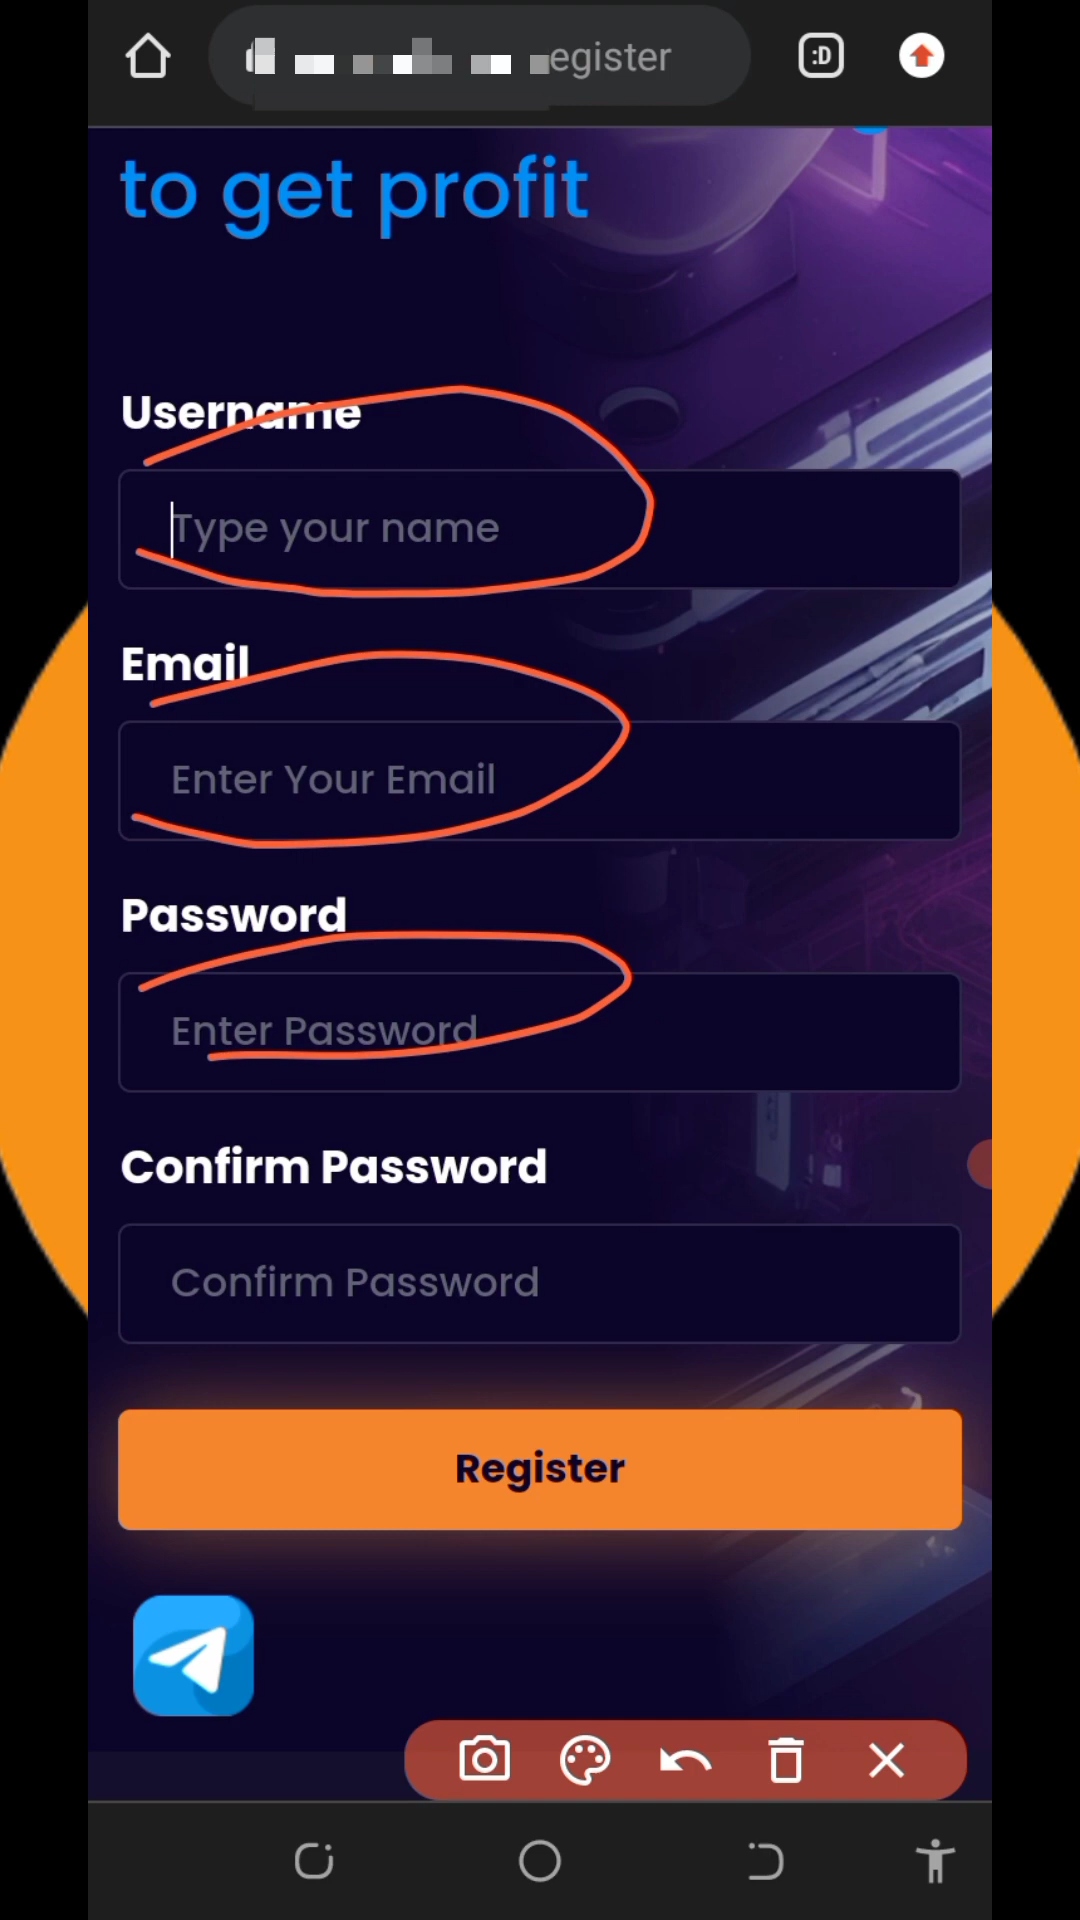 egister
:D
to get profit
Username
Type your name
Email
Enter Your Email
Password
Enter Password
Confirm Password
Confirm Password
Register